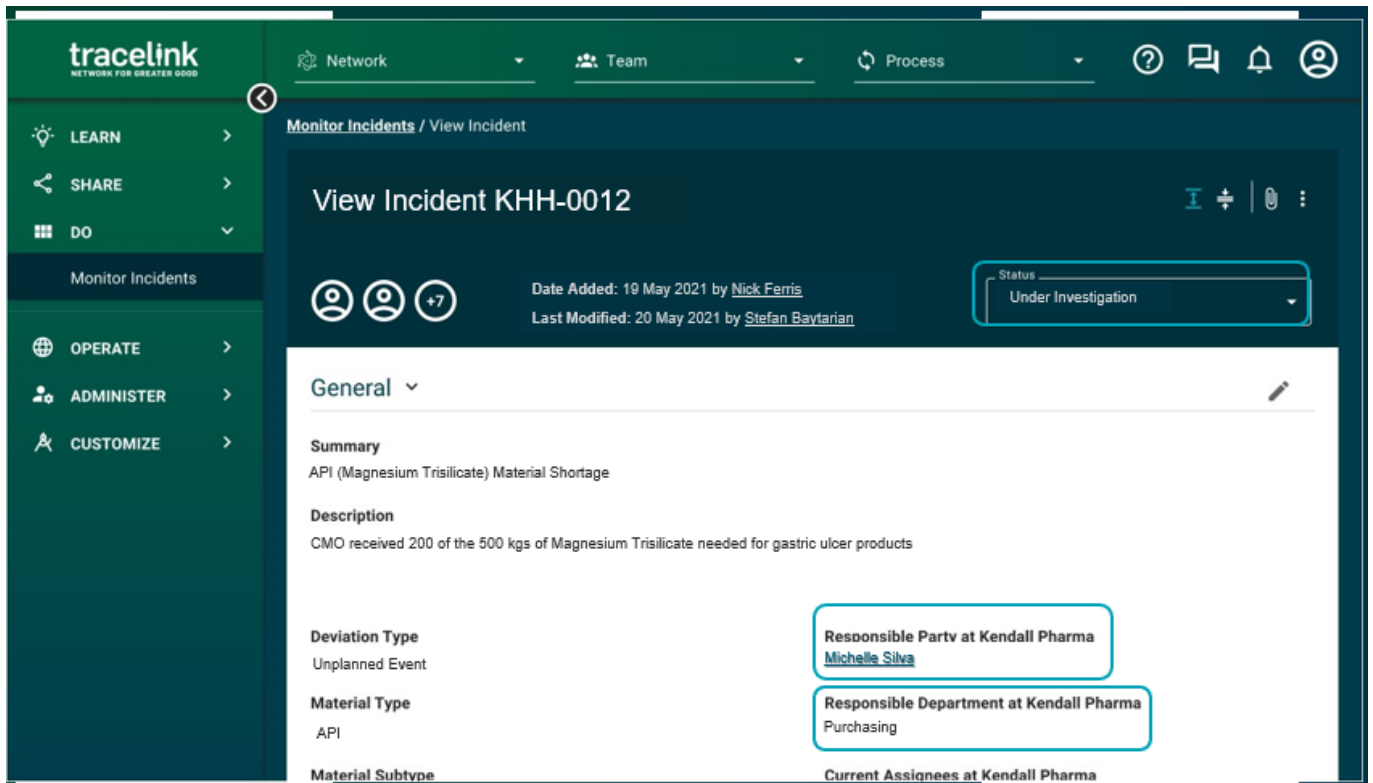 tracelink
NETWORK FOR GREATER GOOD
Network
Team
Process
LEARN
SHARE
DO
Monitor Incidents
OPERATE
ADMINISTER
CUSTOMIZE
Monitor Incidents / View Incident
View Incident KHH-0012
+7
Date Added: 19 May 2021 by Nick Ferris
Last Modified: 20 May 2021 by Stefan Baytarian
Status
Under Investigation
General
Summary
API (Magnesium Trisilicate) Material Shortage
Description
CMO received 200 of the 500 kgs of Magnesium Trisilicate needed for gastric ulcer products
Deviation Type
Unplanned Event
Responsible Party at Kendall Pharma
Michelle Silva
Material Type
API
Responsible Department at Kendall Pharma
Purchasing
Material Subtype
Current Assignees at Kendall Pharma